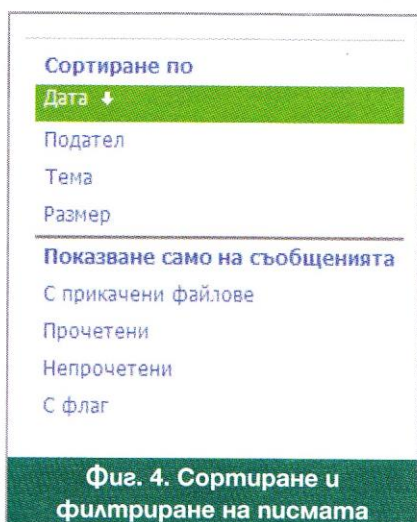 Сортиране по
Дата ↓
Подател
Тема
Размер
Показване само на съобщенията
С прикачени файлове
Прочетени
Непрочетени
С флаг
Фиг. 4. Сортиране и
филтриране на писмата